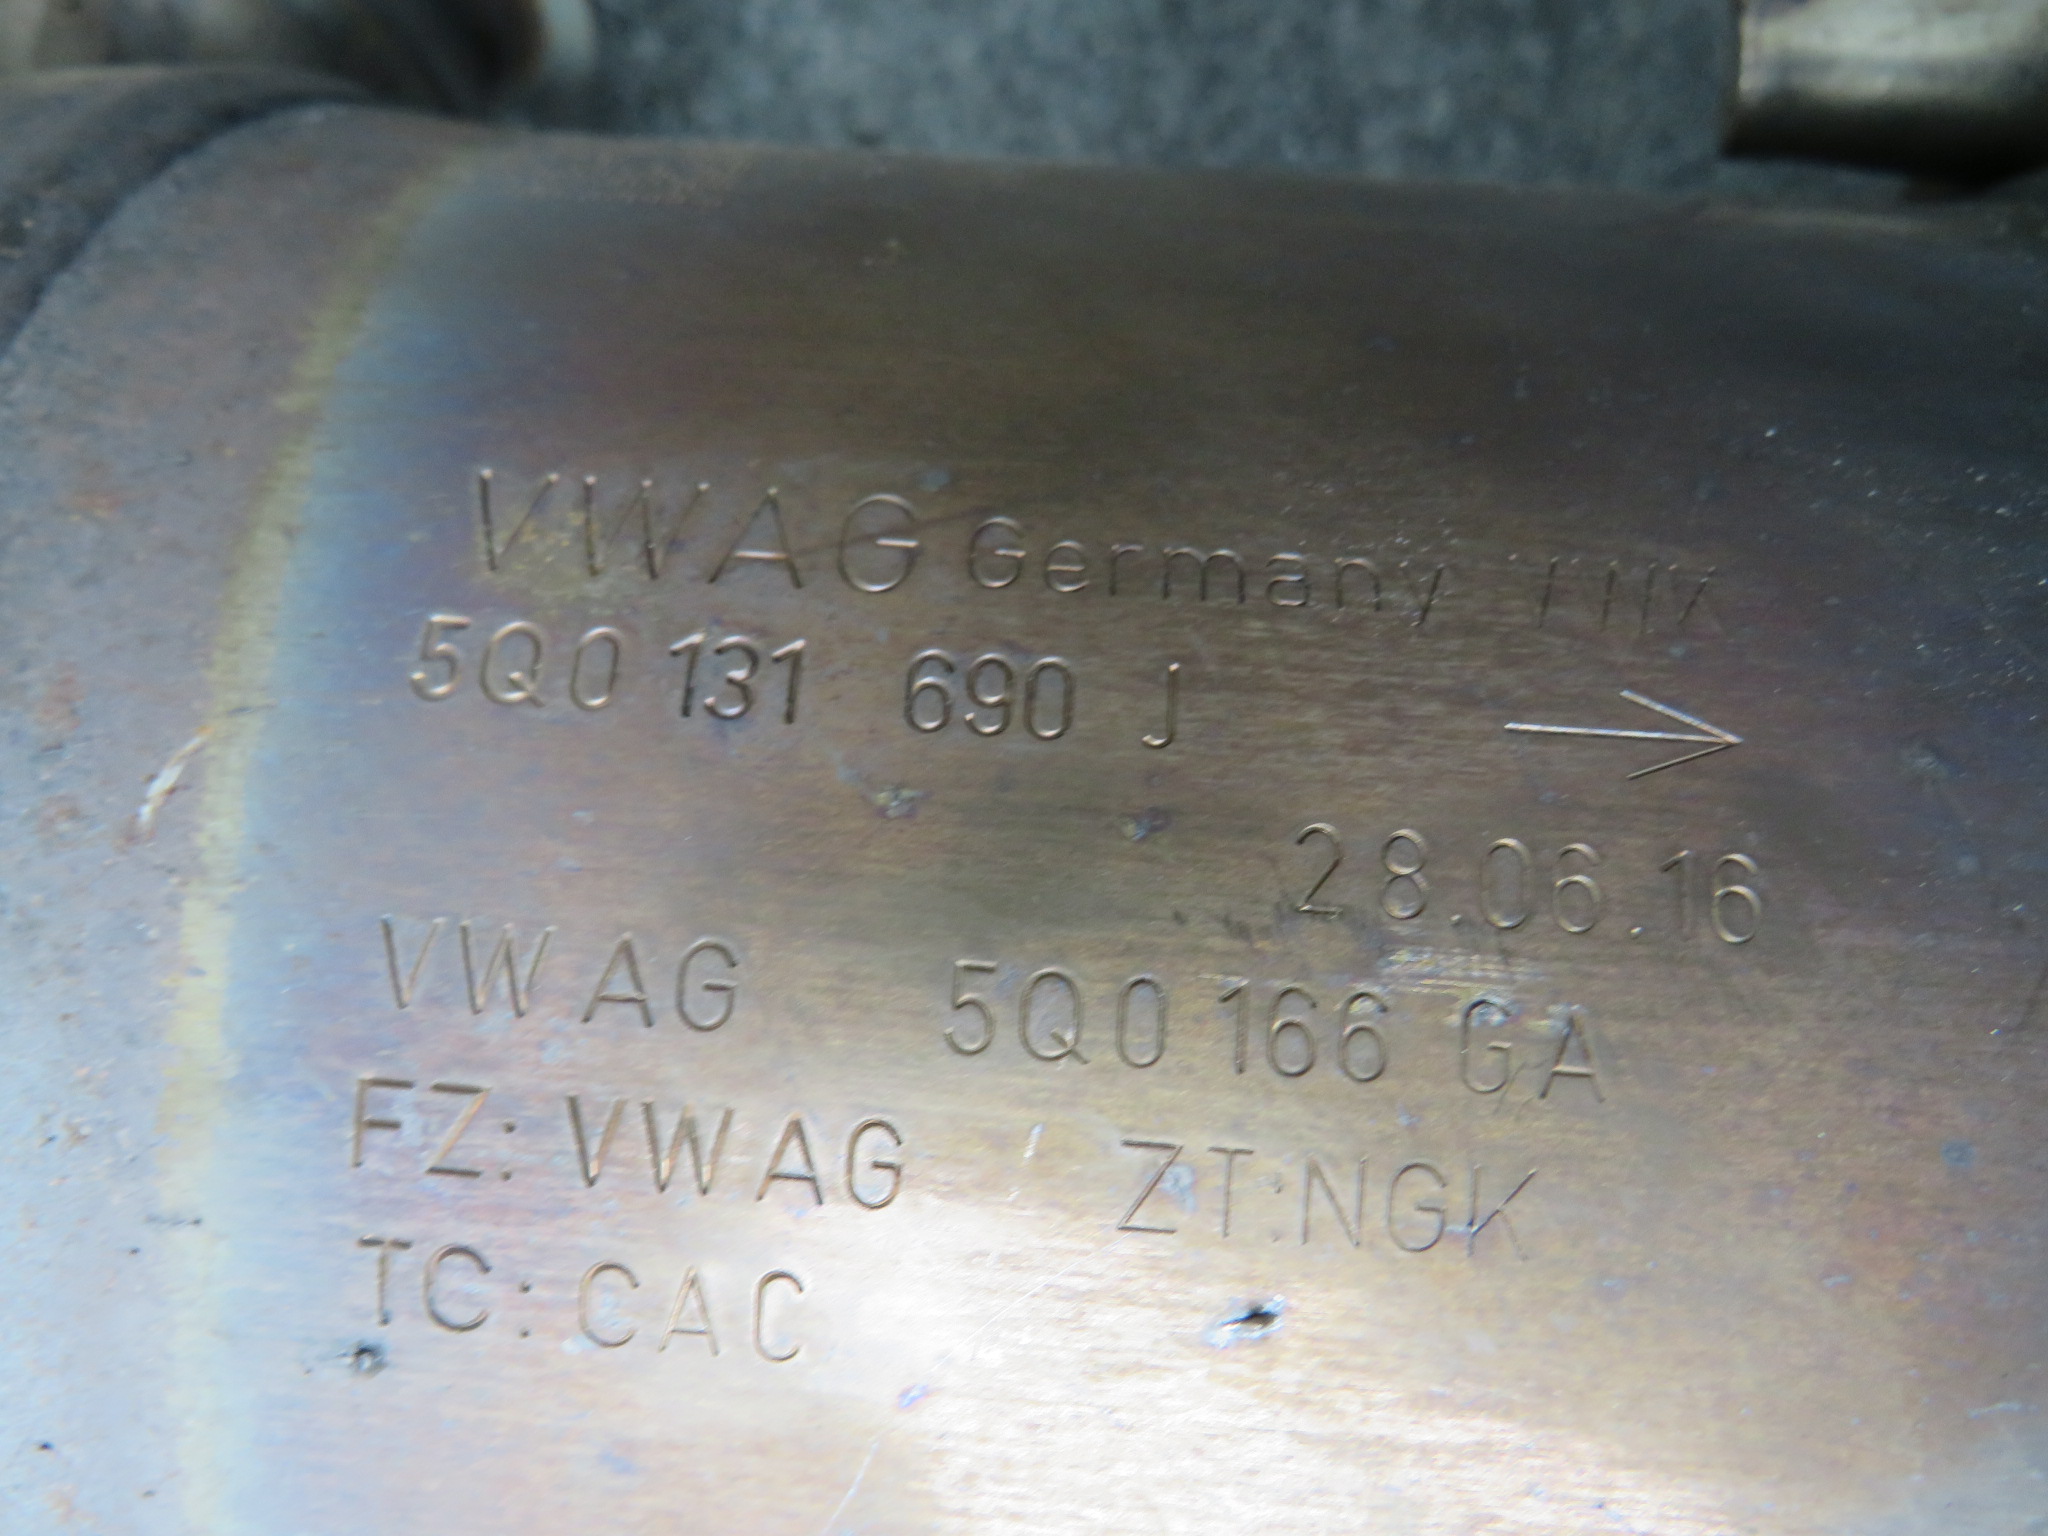 VWAG Germany
5Q0 131 690 J
28.06.16
VW AG 5Q0 166 GA
FZ: VWAG ZT:NGK
TC: CAC